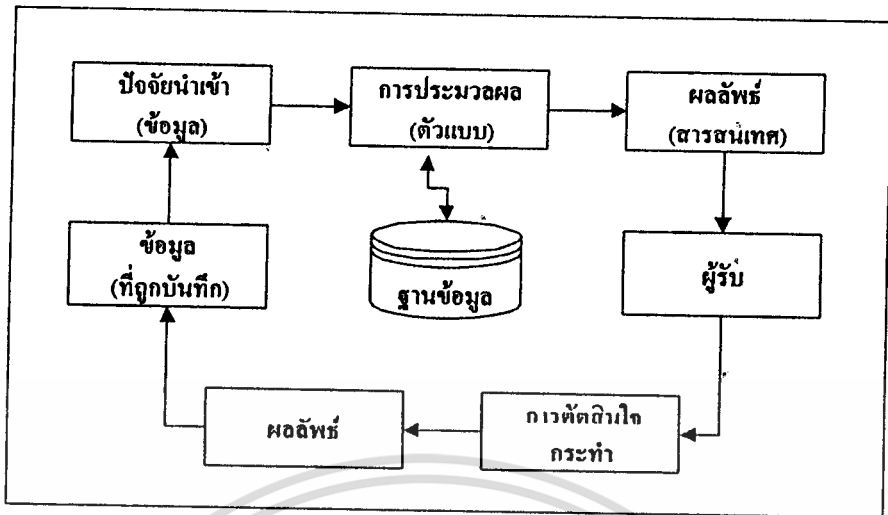 ปัจจัยนำเข้า
(ข้อมูล)
การประมวลผล
(ตัวแบบ)
ผลลัพธ์
(สารสนเทศ)
ข้อมูล
(ที่ถูกบันทึก)
ฐานข้อมูล
ผู้รับ
ผลลัพธ์
การตัดสินใจ
กระทำ